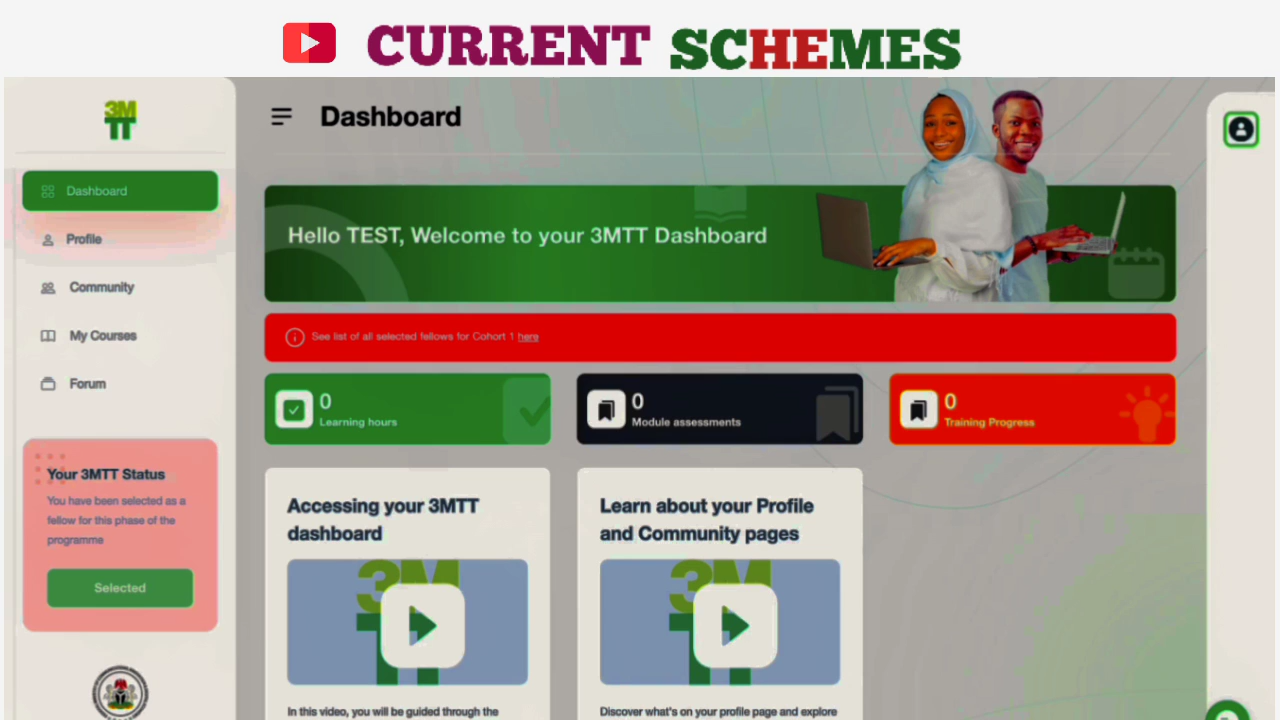 CURRENT SCHEMES
3M
TT
Dashboard
Dashboard
Profile
Community
My Courses
Forum
Your 3MTT Status
You have been selected as a
fellow for this phase of the
programme
Selected
Hello TEST, Welcome to your 3MTT Dashboard
See list of all selected fellows for Cohort 1 here
0
Learning hours
0
Module assessments
0
Training Progress
Accessing your 3MTT
dashboard
3M
TT
In this video, you will be guided through the
Learn about your Profile
and Community pages
3M
TT
Discover what's on your profile page and explore